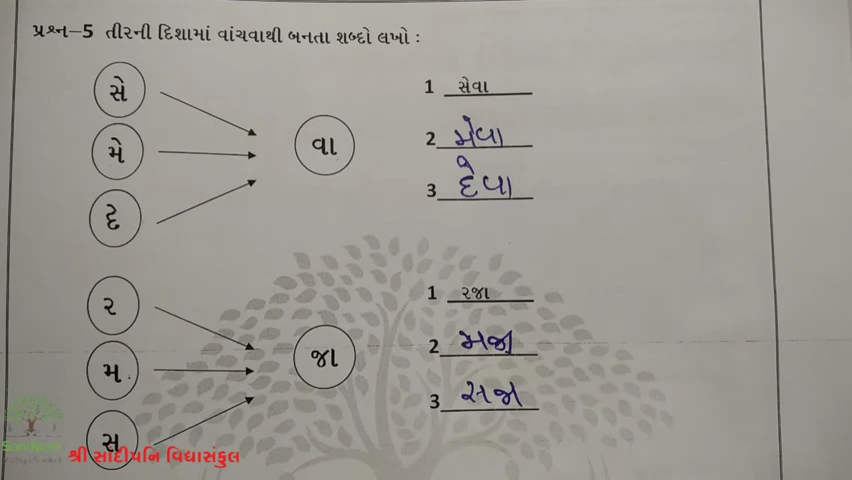 પ્રશ્ન-5 તીરની દિશામાં વાંચવાથી બનતા શબ્દો લખો :
સે
મે
દે
વા
1 સેવા
2 મેવા
3 દેવા
ર
મ
સ
જા
1 રજા
2 મજા
3 સજા
શ્રી સાંદીપનિ વિદ્યાસંકુલ